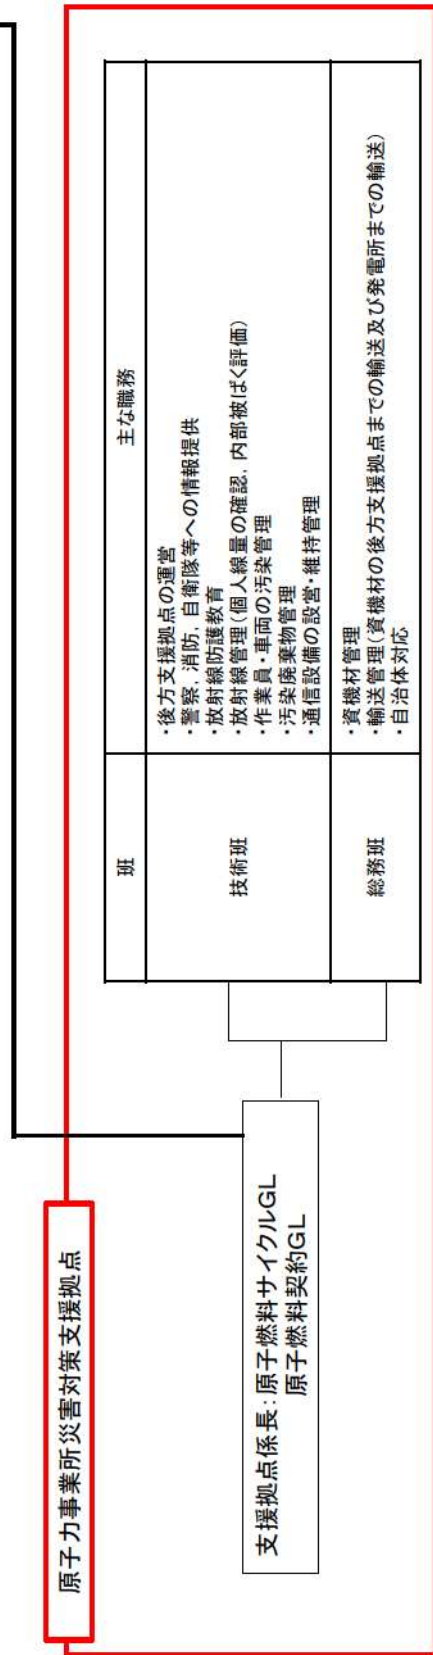 原子力事業所災害対策支援拠点
支援拠点係長:原子燃料サイクルGL
原子燃料契約GL
班
主な職務
技術班
・後方支援拠点の運営
・警察,消防,自衛隊等への情報提供
・放射線防護教育
・放射線管理(個人線量の確認,内部被ばく評価)
・作業員・車両の汚染管理
・汚染廃棄物管理
・通信設備の設営・維持管理
総務班
・資機材管理
・輸送管理(資機材の後方支援拠点までの輸送及び発電所までの輸送)
・自治体対応